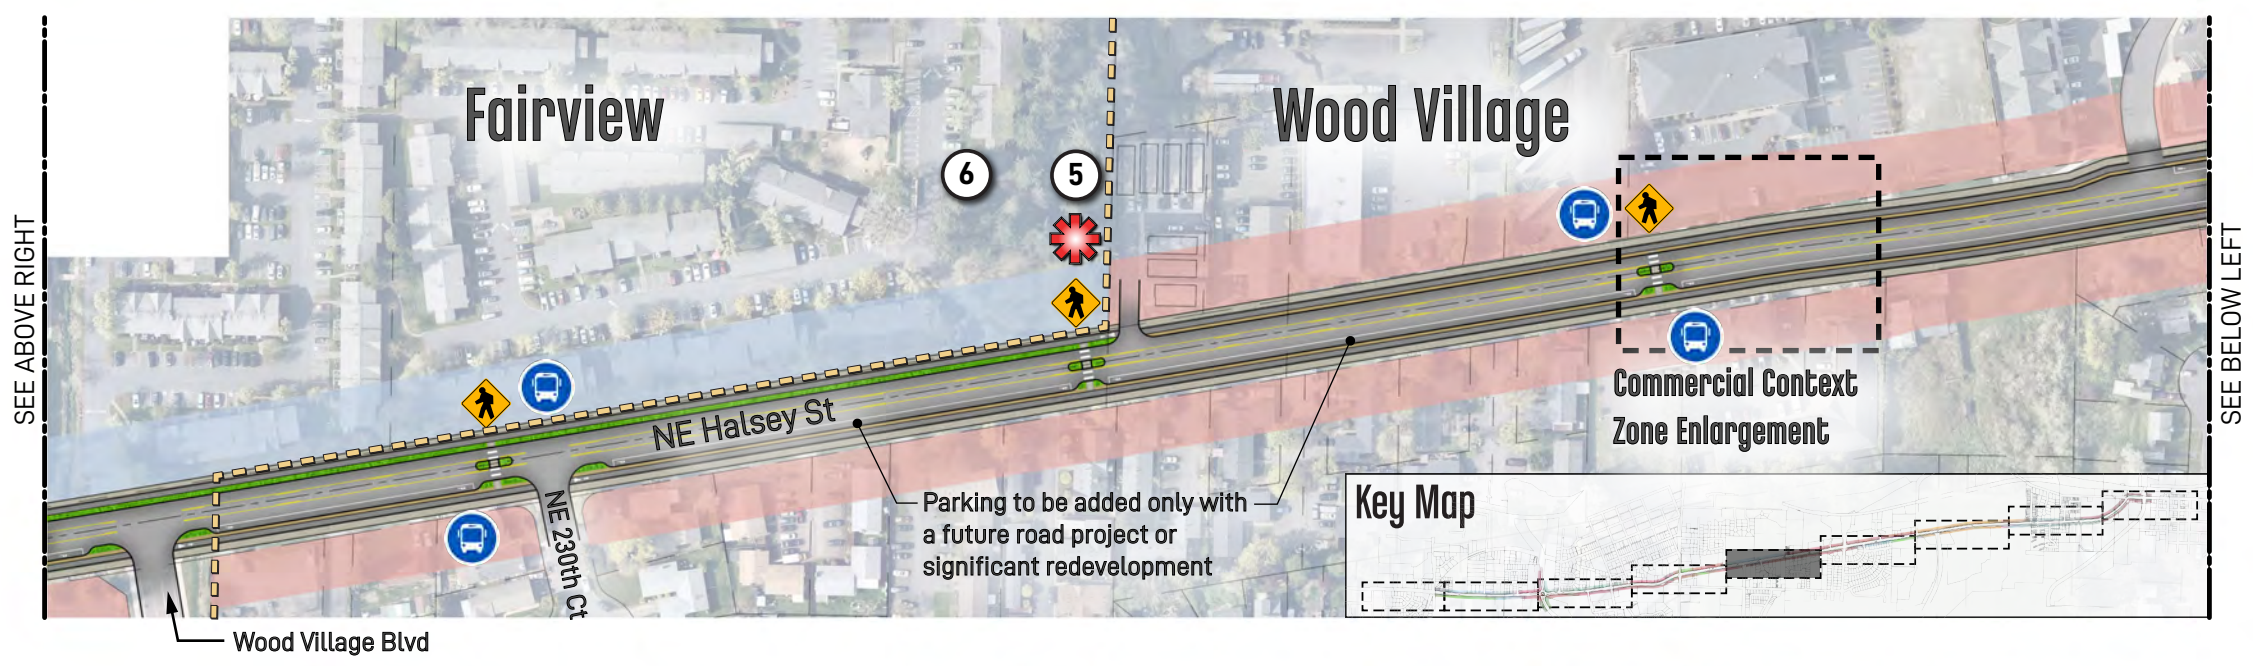 Fairview
Wood Village
6
5
SEE ABOVE RIGHT
SEE BELOW LEFT
NE Halsey St
Commercial Context
Zone Enlargement
NE 230th Ct
Parking to be added only with
a future road project or
significant redevelopment
Key Map
Wood Village Blvd